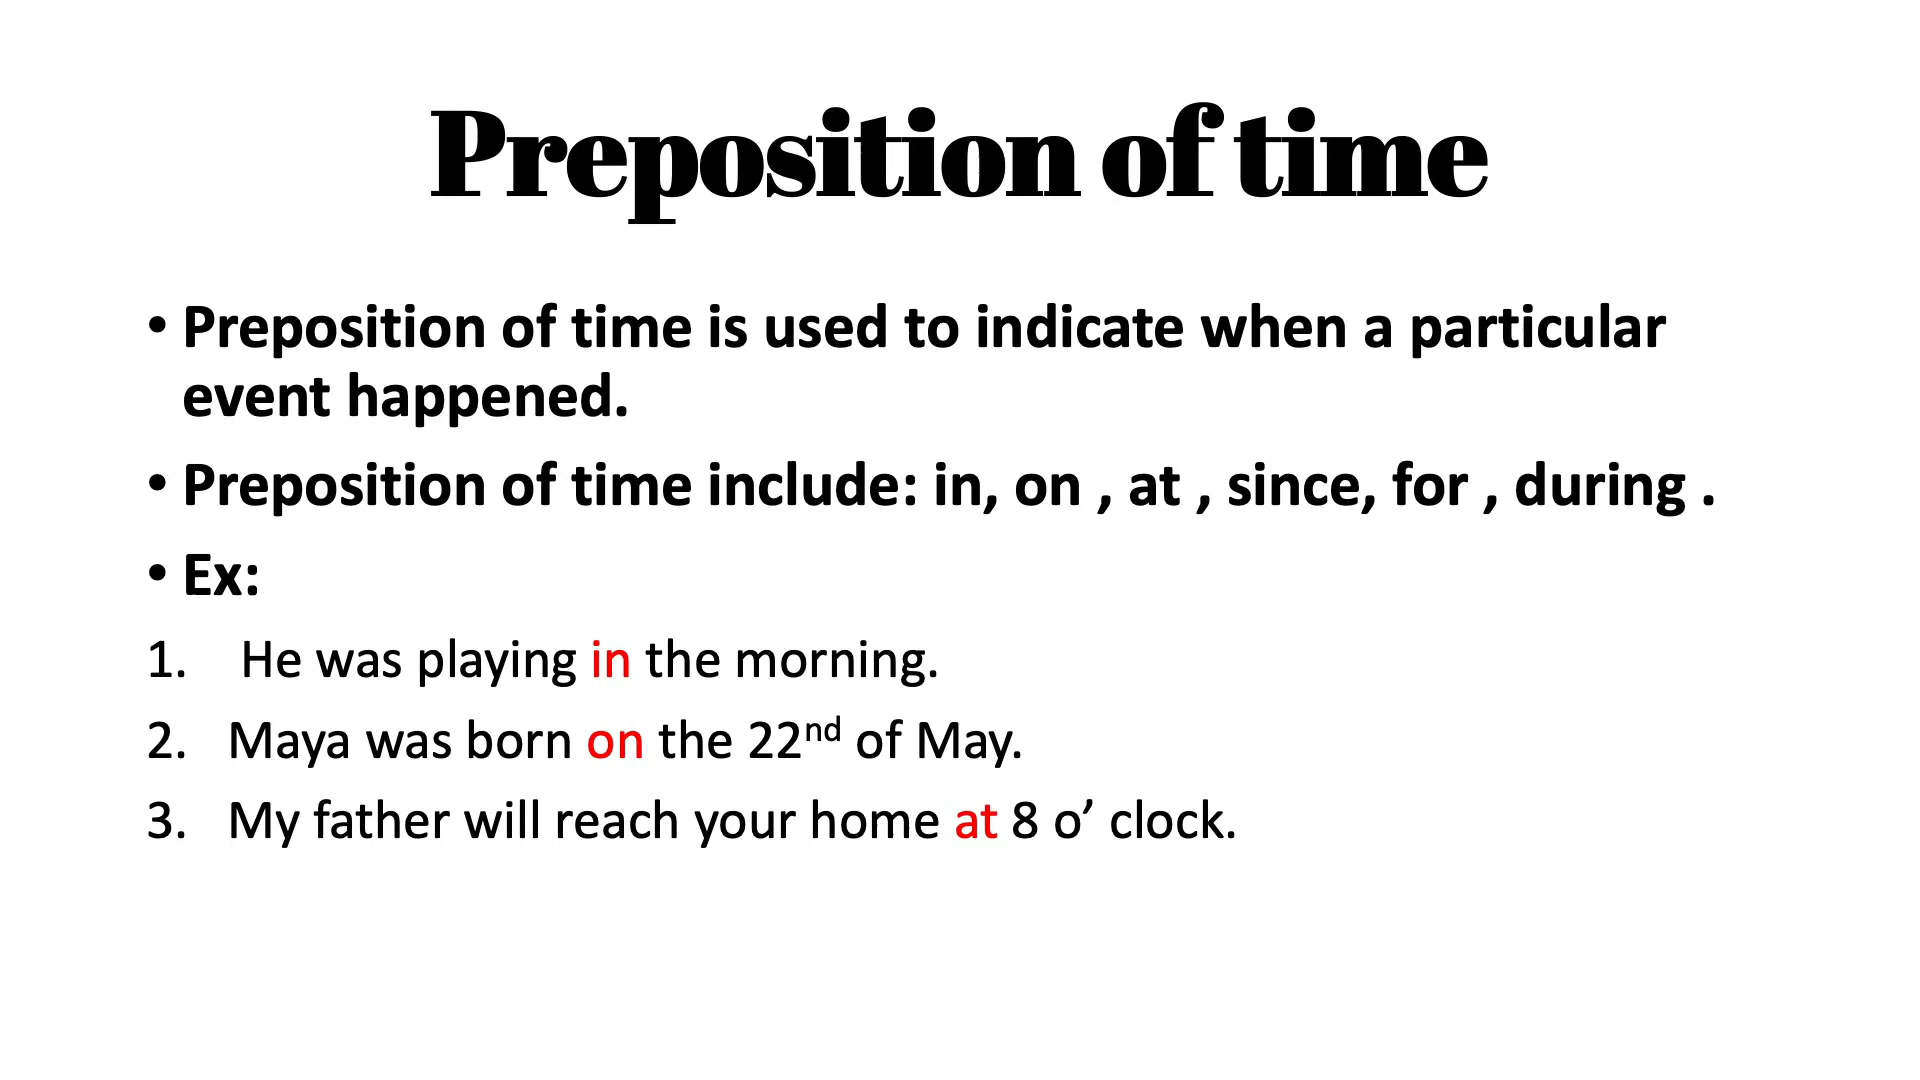 Preposition of time
• Preposition of time is used to indicate when a particular
event happened.
• Preposition of time include: in, on , at , since, for , during .
• Ex:
1. He was playing in the morning.
2. Maya was born on the 22nd of May.
3. My father will reach your home at 8 o’ clock.